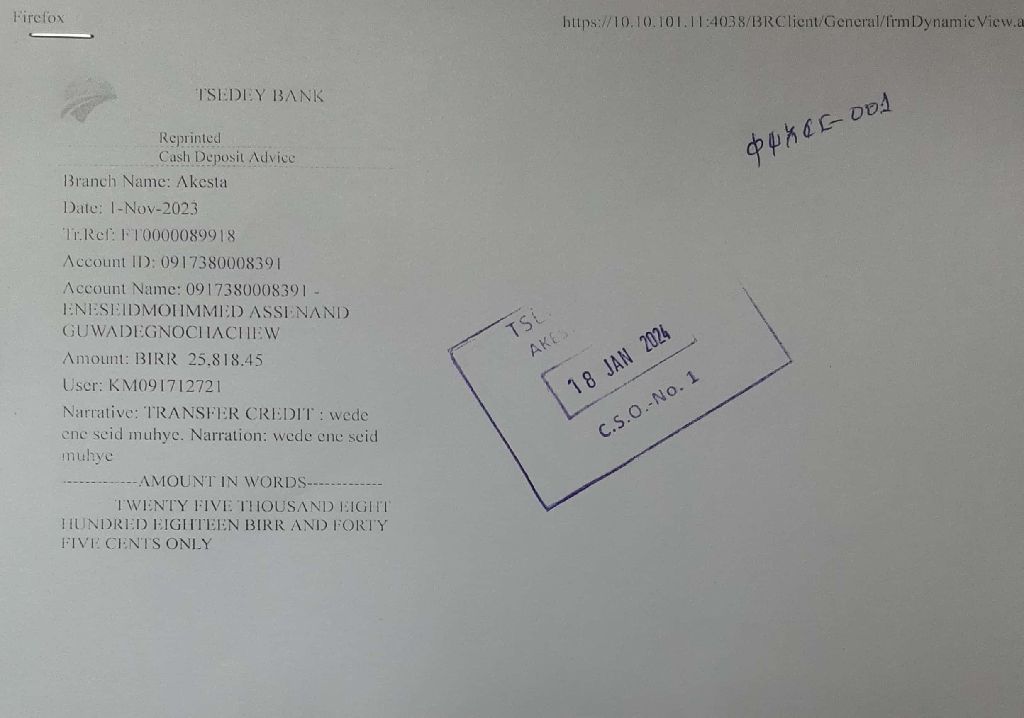 Firefox
https://10.10.101.11:4038/BRClient/General/frmDynamicView.a
TSEDEY BANK
Reprinted
Cash Deposit Advice
Branch Name: Akesta
Date: 1-Nov-2023
Tr.Ref: FT0000089918
Account ID: 0917380008391
Account Name: 0917380008391 -
ENESEIDMOHMMED ASSENAND
GUWADEGNOCHACHEW
Amount: BIRR 25,818.45
User: KM091712721
Narrative: TRANSFER CREDIT : wede
ene seid muhye. Narration: wede ene seid
muhye
-------------AMOUNT IN WORDS-------------
TWENTY FIVE THOUSAND EIGHT
HUNDRED EIGHTEEN BIRR AND FORTY
FIVE CENTS ONLY
001
18 JAN 2024
C.S.O.-No. 1